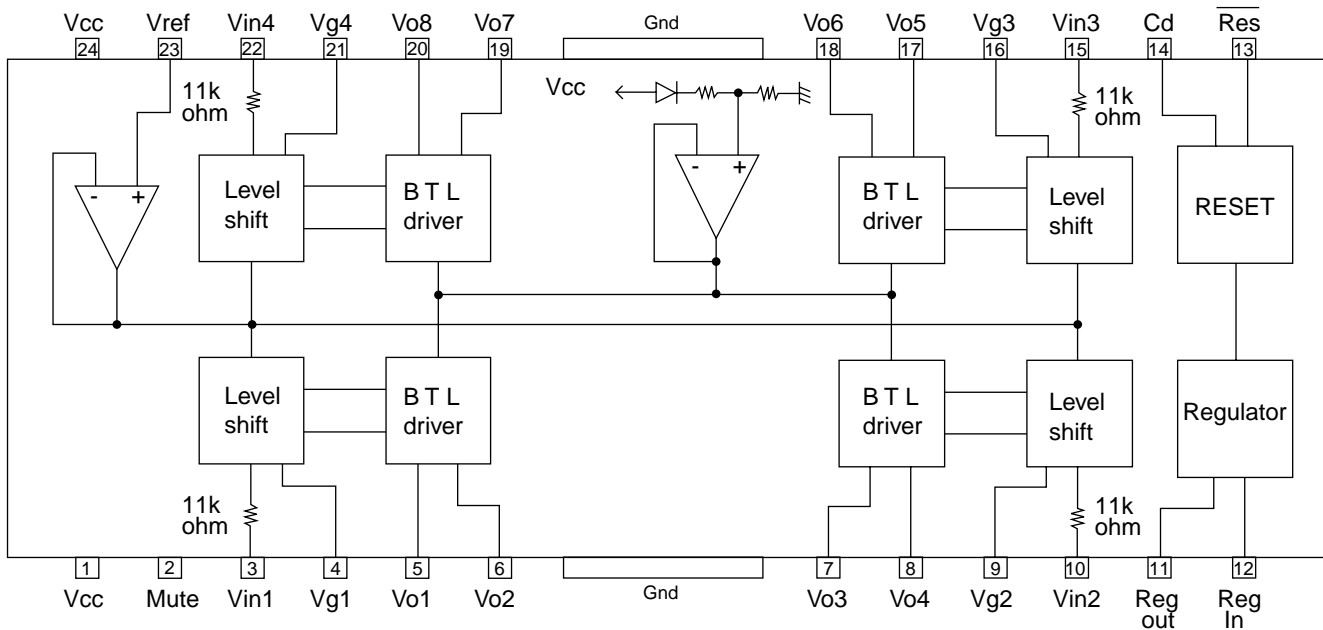 Vcc Vref Vin4 Vg4 Vo8 Vo7 Gnd Vo6 Vo5 Vg3 Vin3 Cd Res
24 23 22 21 20 19 18 17 16 15 14 13
Vcc
11k
ohm
11k
ohm
- +
Level
shift
B T L
driver
- +
B T L
driver
Level
shift
RESET
Level
shift
B T L
driver
B T L
driver
Level
shift
Regulator
11k
ohm
11k
ohm
1 2 3 4 5 6 7 8 9 10 11 12
Vcc Mute Vin1 Vg1 Vo1 Vo2 Gnd Vo3 Vo4 Vg2 Vin2 Reg
out
Reg
In